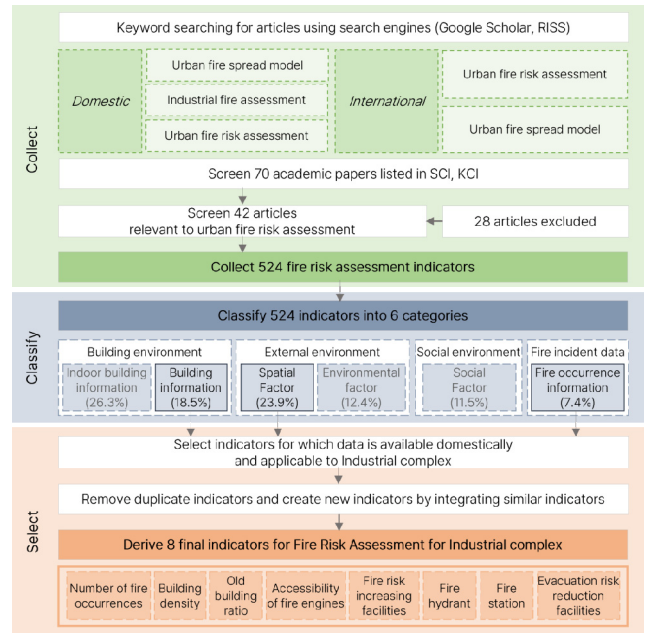 Collect
Keyword searching for articles using search engines (Google Scholar, RISS)
Domestic
Urban fire spread model
Industrial fire assessment
Urban fire risk assessment
International
Urban fire risk assessment
Urban fire spread model
Screen 70 academic papers listed in SCI, KCI
Screen 42 articles
relevant to urban fire risk assessment
28 articles excluded
Collect 524 fire risk assessment indicators
Classify
Classify 524 indicators into 6 categories
Building environment
Indoor building
information
(26.3%)
Building
information
(18.5%)
External environment
Spatial
Factor
(23.9%)
Environmental
factor
(12.4%)
Social environment
Social
Factor
(11.5%)
Fire incident data
Fire occurrence
information
(7.4%)
Select
Select indicators for which data is available domestically
and applicable to Industrial complex
Remove duplicate indicators and create new indicators by integrating similar indicators
Derive 8 final indicators for Fire Risk Assessment for Industrial complex
Number of fire
occurrences
Building
density
Old
building
ratio
Accessibility
of fire engines
Fire risk
increasing
facilities
Fire
hydrant
Fire
station
Evacuation risk
reduction
facilities